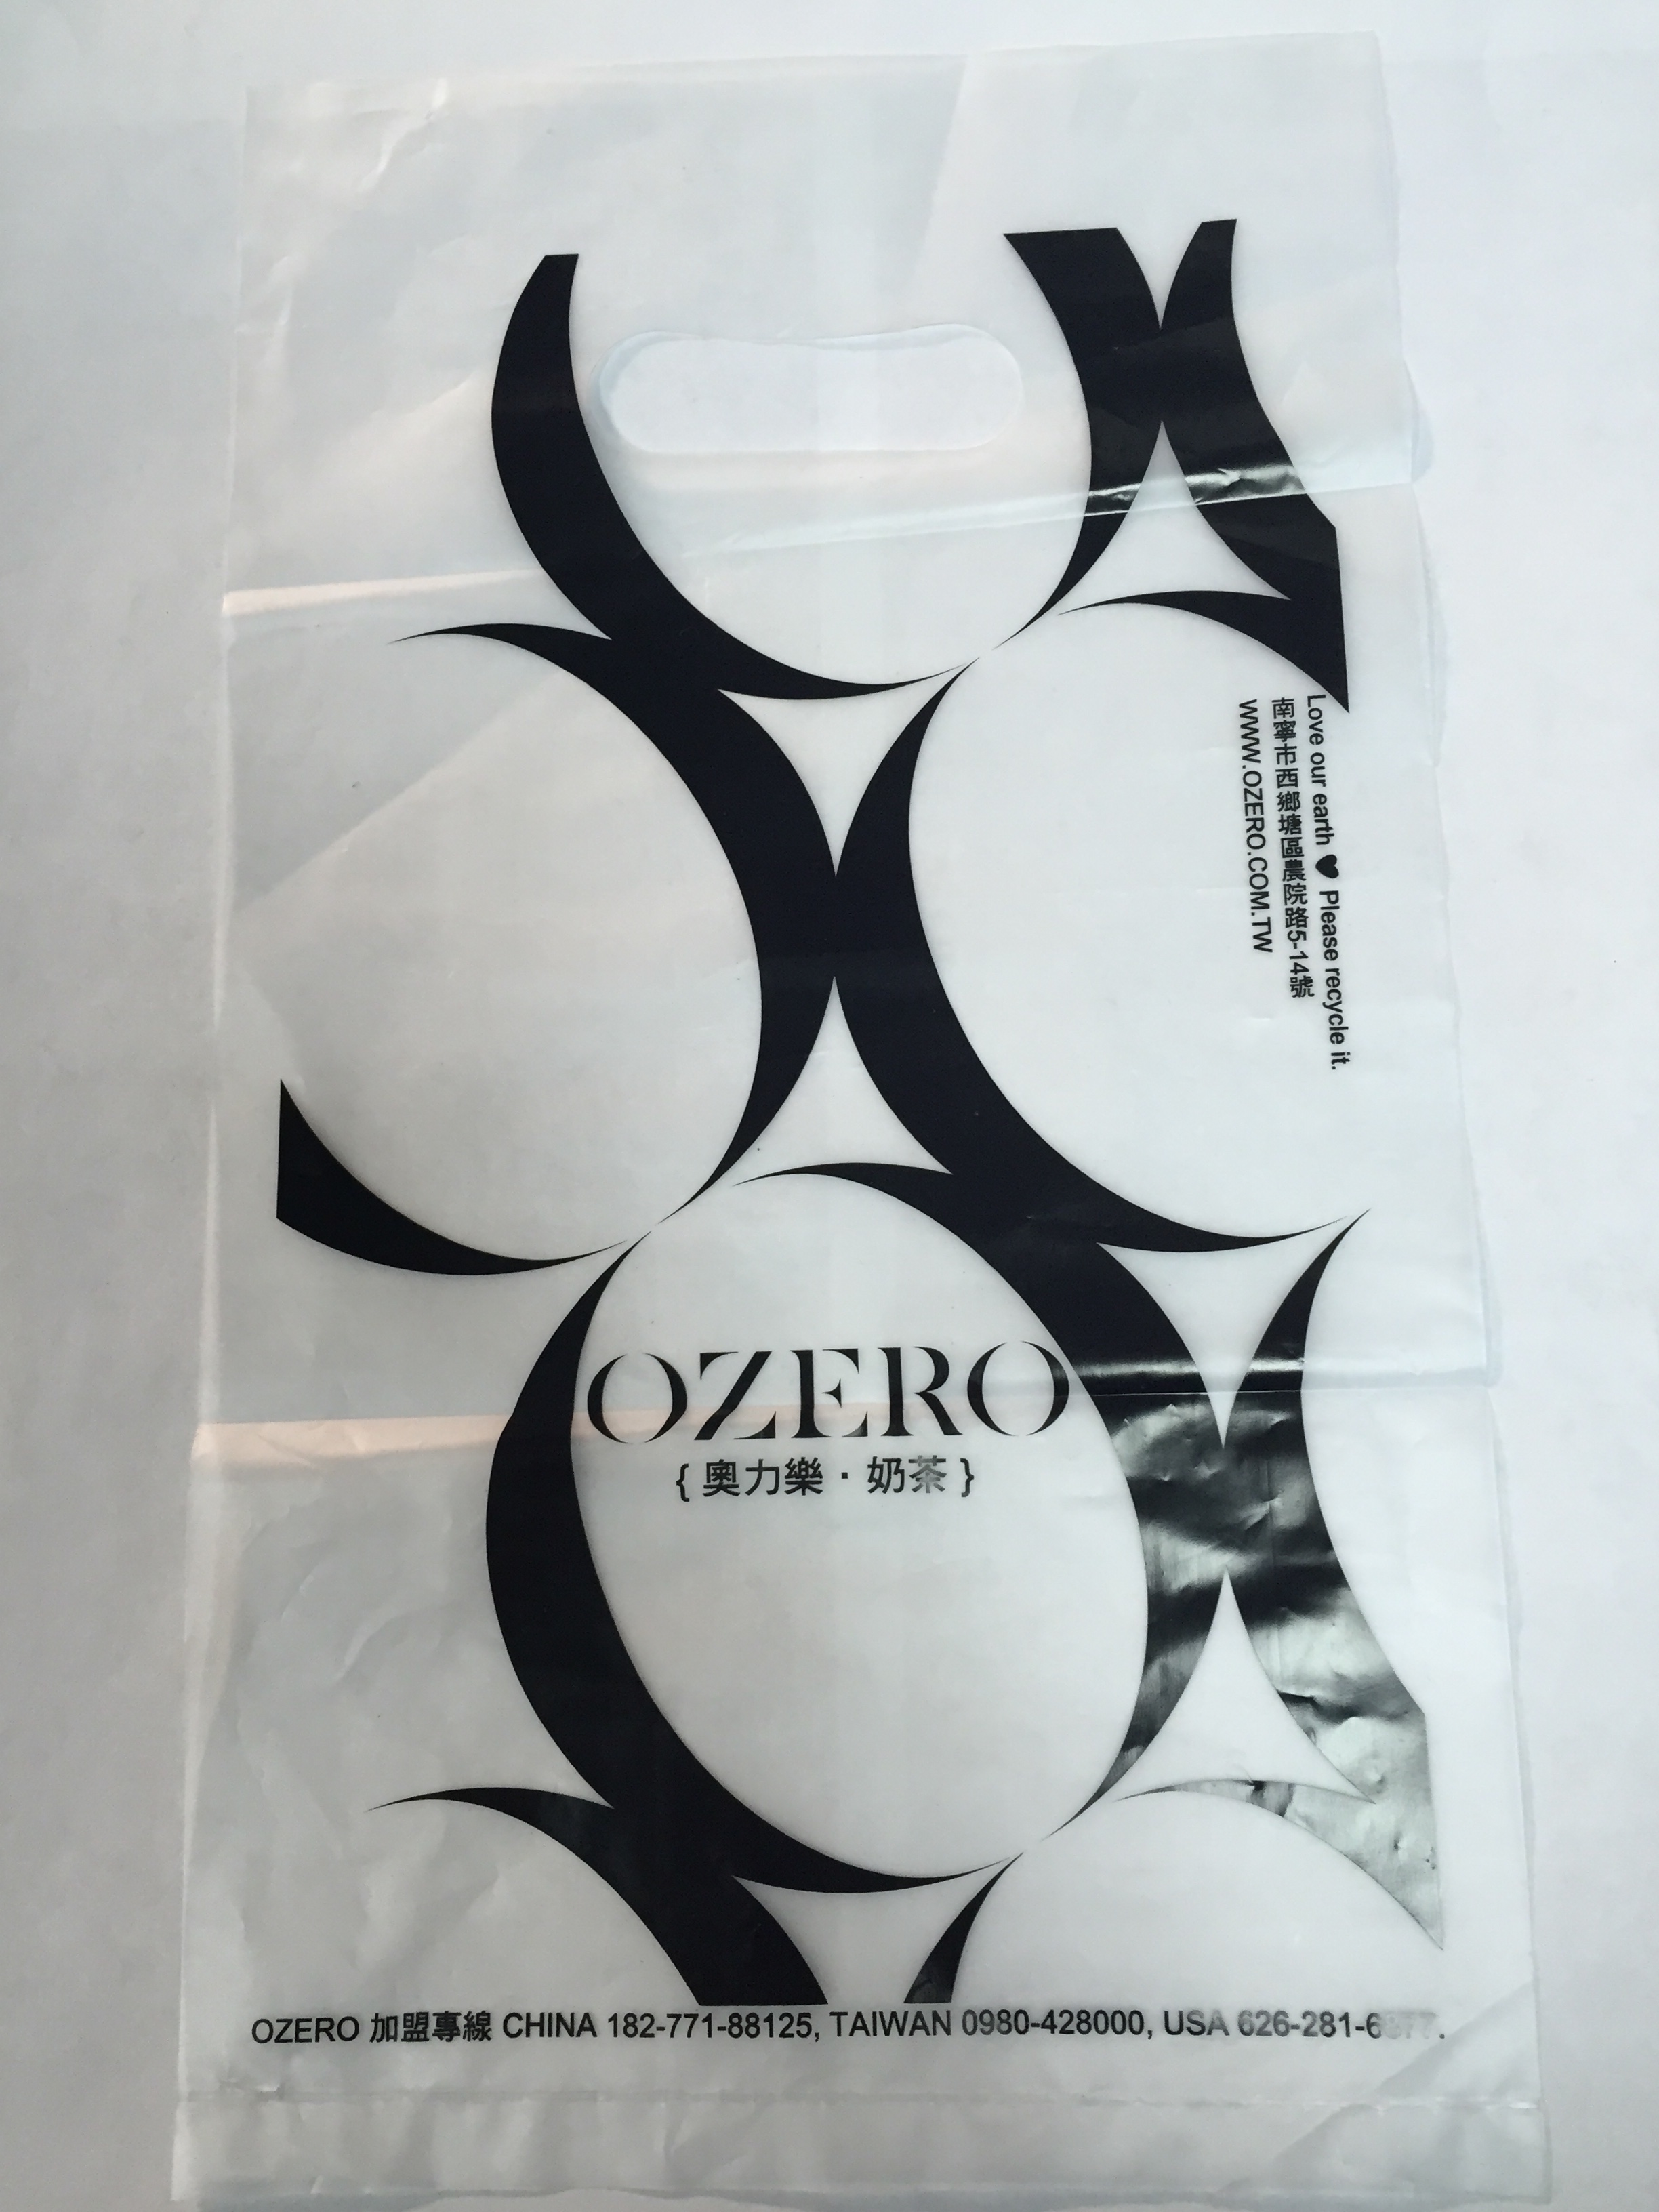 Love our earth ♥ Please recycle it.
南寧市西鄉塘區農院路5-14號
WWW.OZERO.COM.TW
OZERO
{ 奧力樂 · 奶茶 }
OZERO 加盟專線 CHINA 182-771-88125, TAIWAN 0980-428000, USA